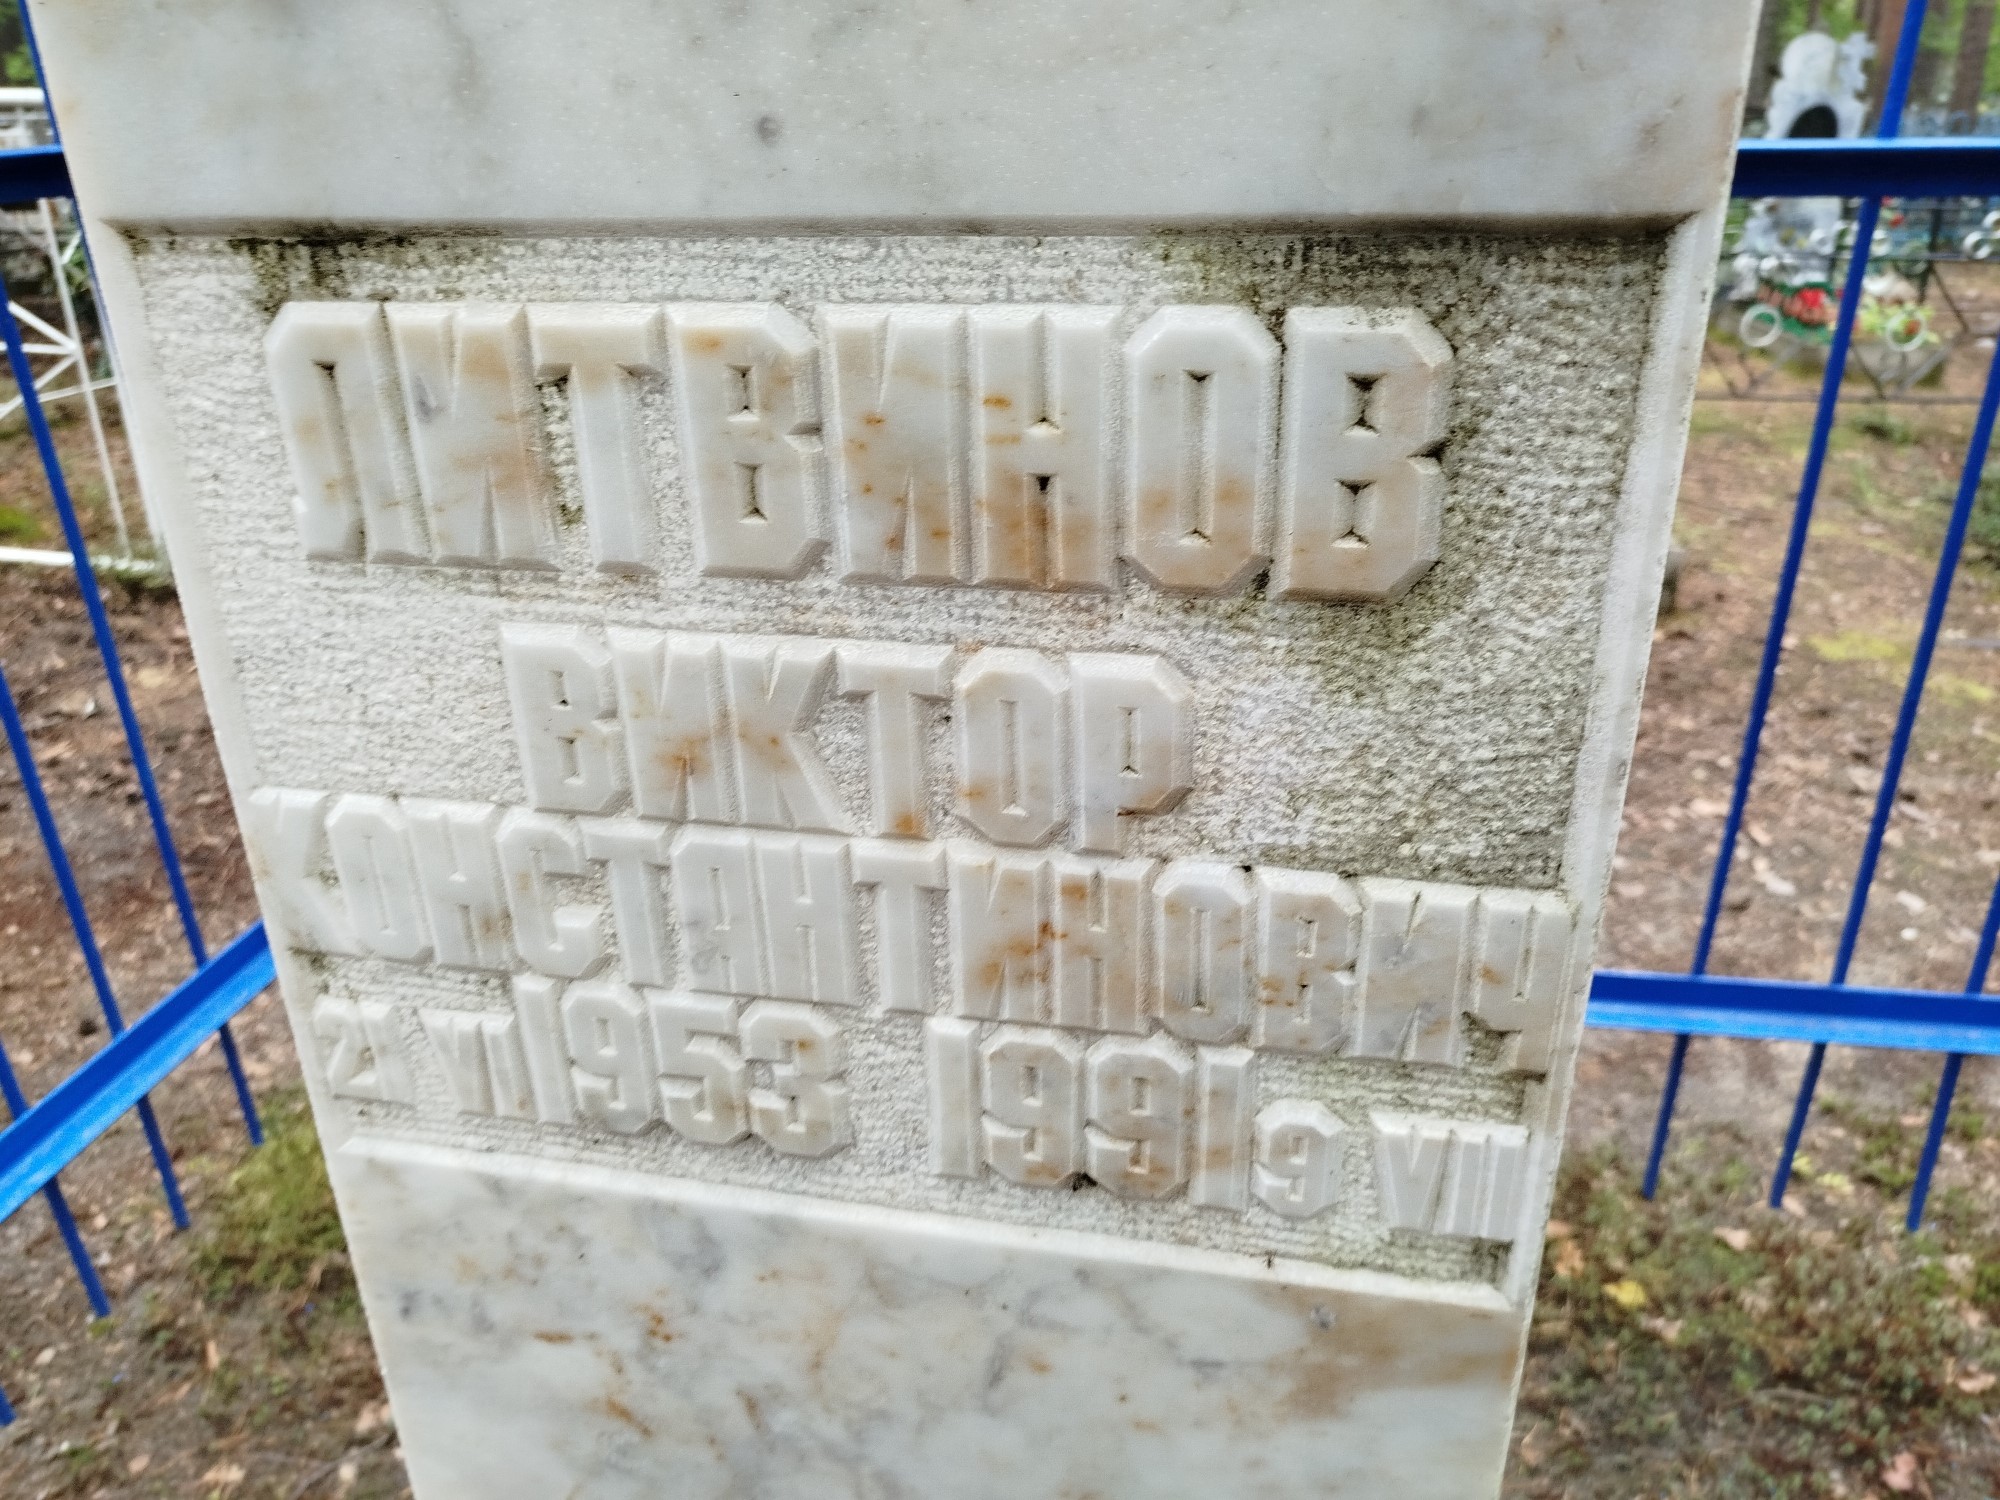 ЛИТВИНОВ
ВИКТОР
КОНСТАНТИНОВИЧ
21 VII 1953 1991 9 VIII